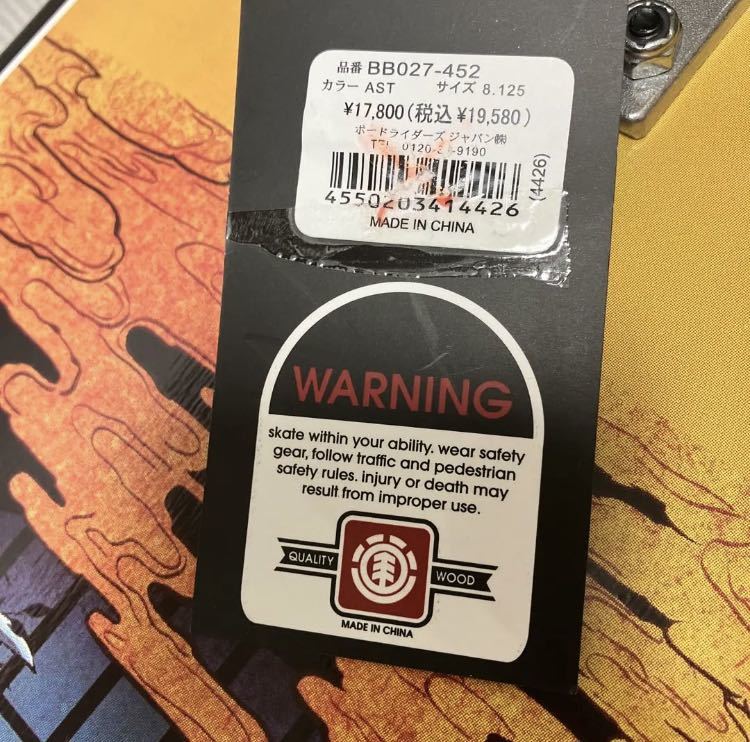 品番 BB027-452
カラー AST サイズ 8.125
¥17,800(税込¥19,580)
ボードライダーズ ジャパン㈱
TEL 0120- -9190
4550203414426
(4426)
MADE IN CHINA
WARNING
skate within your ability. wear safety
gear, follow traffic and pedestrian
safety rules. injury or death may
result from improper use.
QUALITY WOOD
MADE IN CHINA